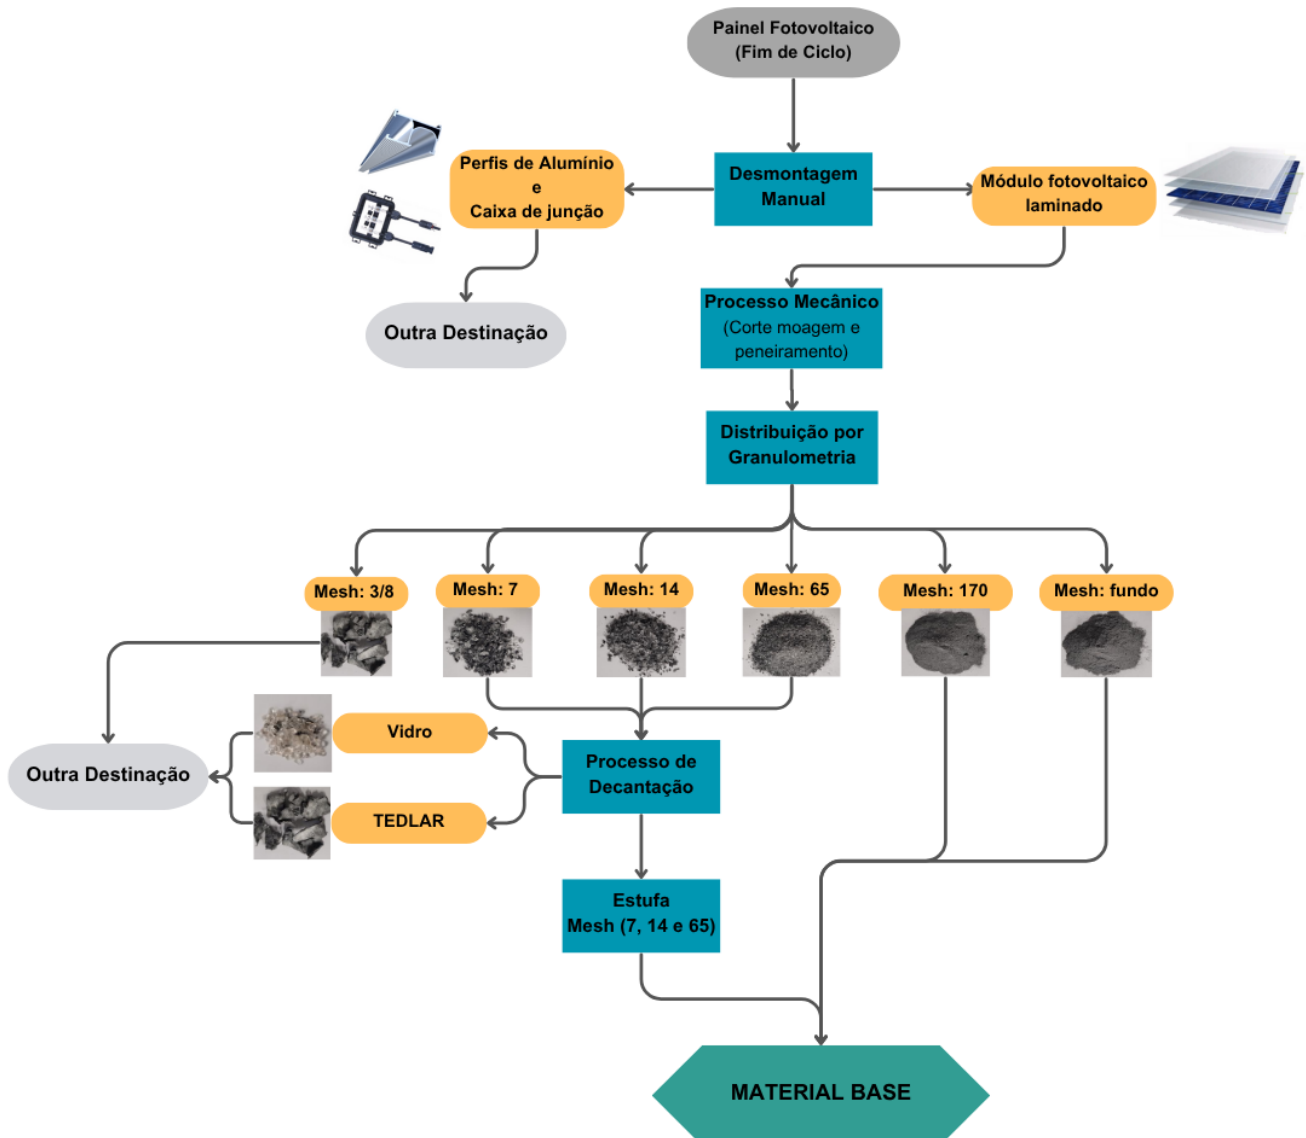 Painel Fotovoltaico
(Fim de Ciclo)
Perfis de Alumínio
e
Caixa de junção
Desmontagem
Manual
Módulo fotovoltaico
laminado
Outra Destinação
Processo Mecânico
(Corte moagem e
peneiramento)
Distribuição por
Granulometria
Mesh: 3/8
Mesh: 7
Mesh: 14
Mesh: 65
Mesh: 170
Mesh: fundo
Vidro
Outra Destinação
TEDLAR
Processo de
Decantação
Estufa
Mesh (7, 14 e 65)
MATERIAL BASE